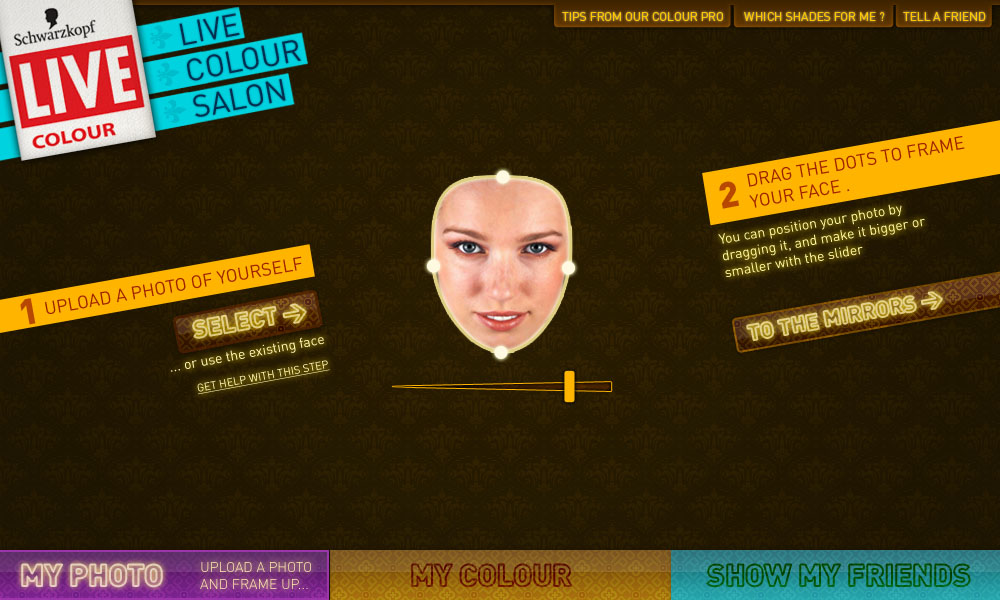 TIPS FROM OUR COLOUR PRO
WHICH SHADES FOR ME ?
TELL A FRIEND
Schwarzkopf
LIVE
COLOUR
LIVE
COLOUR
SALON
1 UPLOAD A PHOTO OF YOURSELF
SELECT →
... or use the existing face
GET HELP WITH THIS STEP
2 DRAG THE DOTS TO FRAME
YOUR FACE .
You can position your photo by
dragging it, and make it bigger or
smaller with the slider
TO THE MIRRORS →
MY PHOTO
UPLOAD A PHOTO
AND FRAME UP...
MY COLOUR
SHOW MY FRIENDS